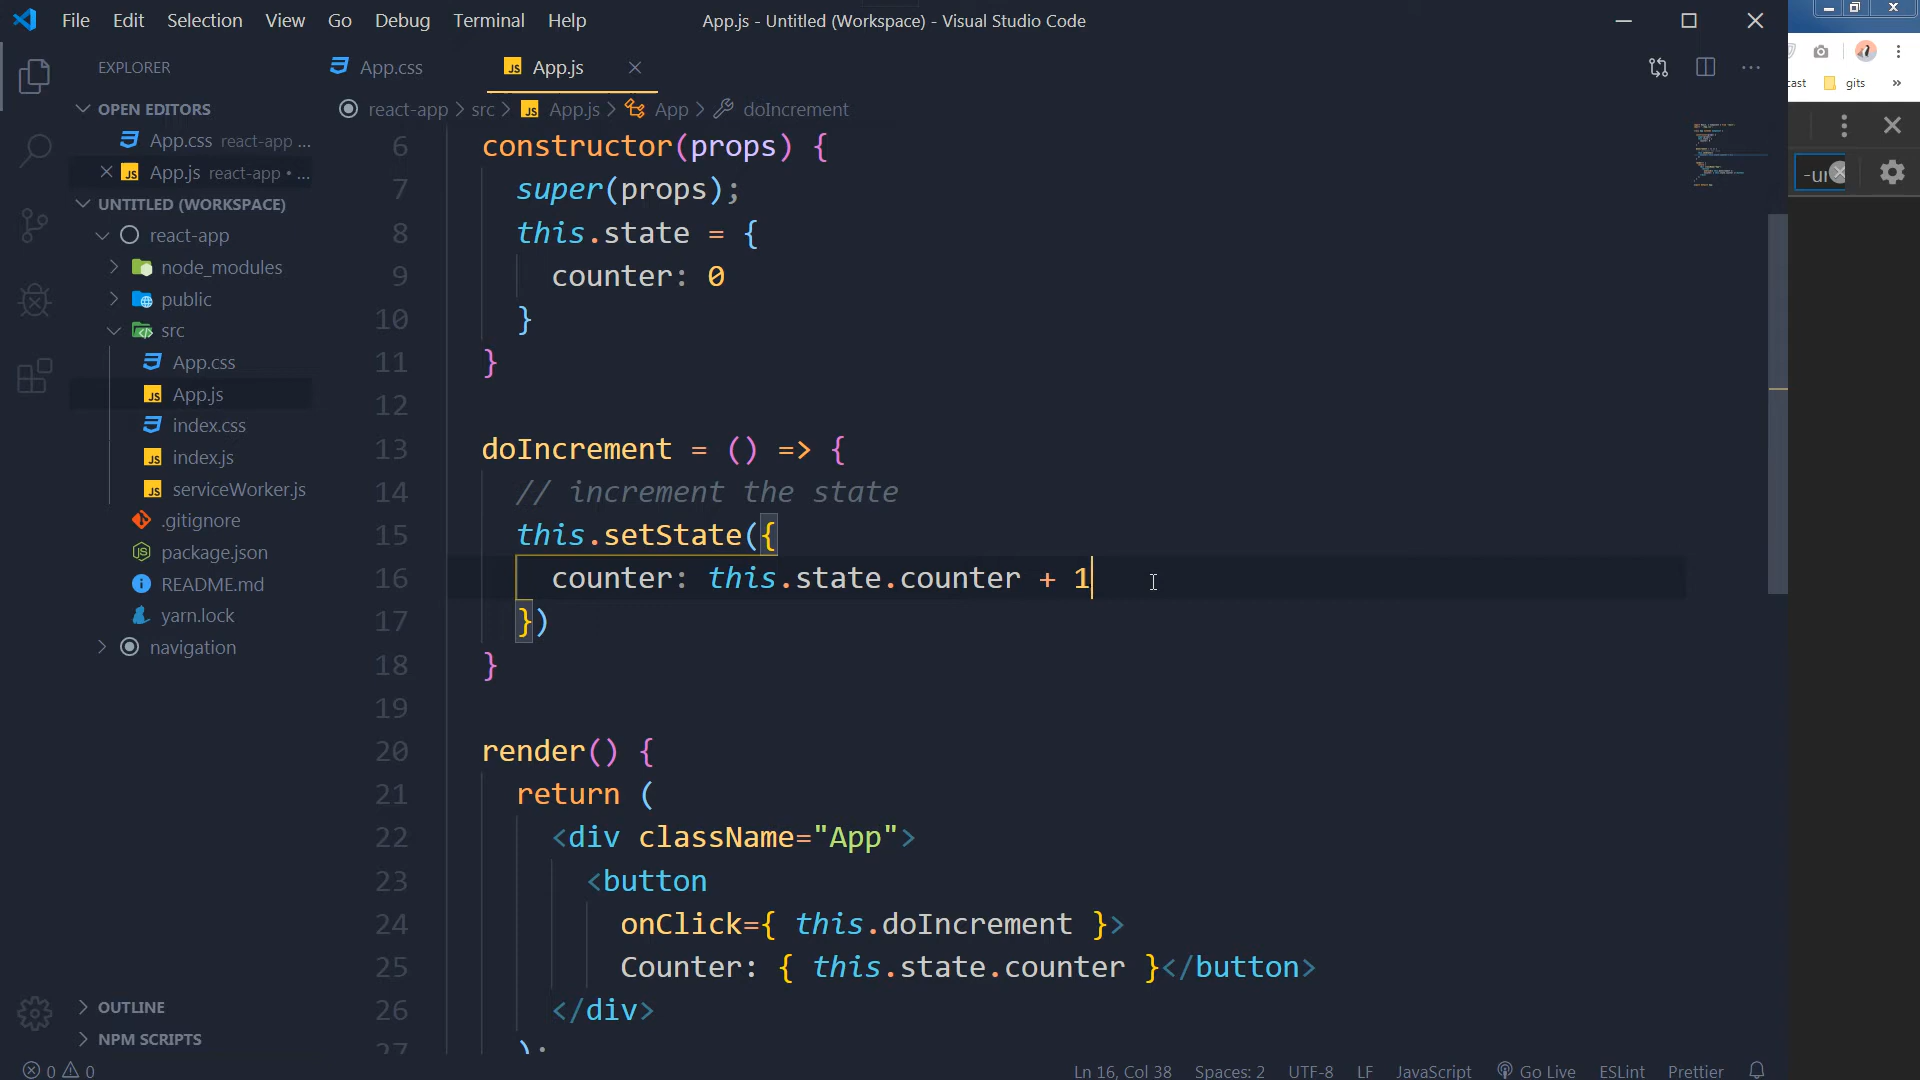 File Edit Selection View Go Debug Terminal Help
App.js - Untitled (Workspace) - Visual Studio Code
EXPLORER
OPEN EDITORS
App.css react-app ...
App.js react-app • ...
UNTITLED (WORKSPACE)
react-app
node_modules
public
src
App.css
App.js
index.css
index.js
serviceWorker.js
.gitignore
package.json
README.md
yarn.lock
navigation
OUTLINE
NPM SCRIPTS
App.css
JS App.js
react-app > src > JS App.js > App > doIncrement
6 constructor(props) {
7 super(props);
8 this.state = {
9 counter: 0
10 }
11 }
12
13 doIncrement = () => {
14 // increment the state
15 this.setState({
16 counter: this.state.counter + 1
17 })
18 }
19
20 render() {
21 return (
22 <div className="App">
23 <button
24 onClick={ this.doIncrement }>
25 Counter: { this.state.counter }</button>
26 </div>
27 );
cast gits »
-ur
0 0
Ln 16, Col 38 Spaces: 2 UTF-8 LF JavaScript Go Live ESLint Prettier